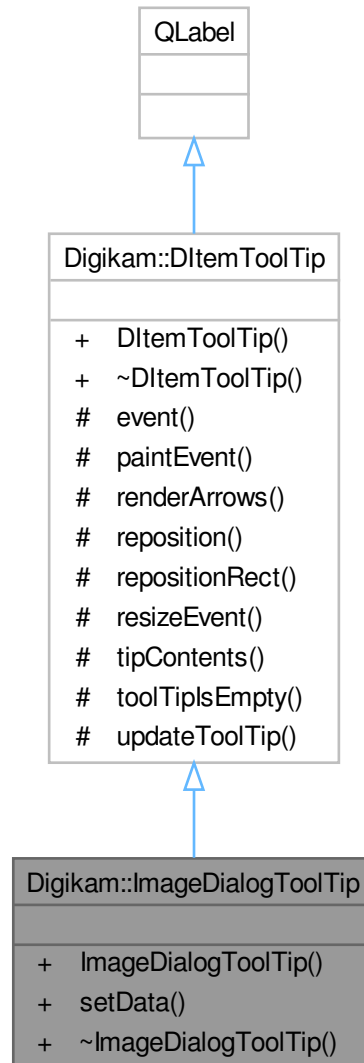 QLabel
Digikam::DItemToolTip
+ DItemToolTip()
+ ~DItemToolTip()
# event()
# paintEvent()
# renderArrows()
# reposition()
# repositionRect()
# resizeEvent()
# tipContents()
# toolTipIsEmpty()
# updateToolTip()
Digikam::ImageDialogToolTip
+ ImageDialogToolTip()
+ setData()
+ ~ImageDialogToolTip()